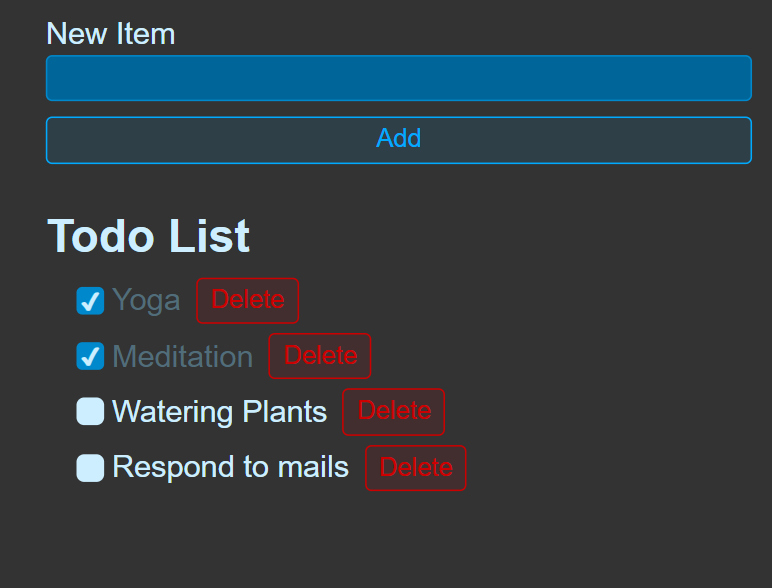 New Item
Add
Todo List
Yoga Delete
Meditation Delete
Watering Plants Delete
Respond to mails Delete